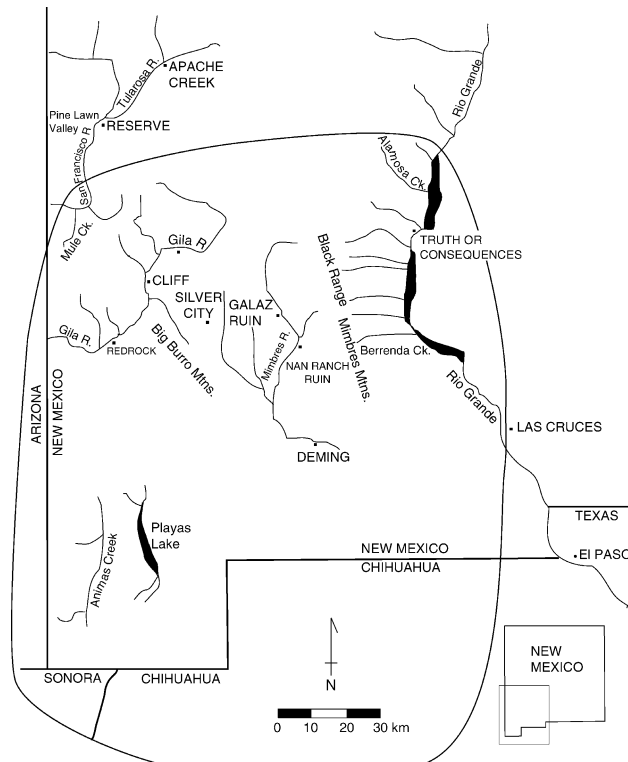 Tularosa R.
APACHE
CREEK
Rio Grande
Pine Lawn
Valley
RESERVE
San Francisco R
Alamosa Ck.
Mule Ck.
Gila R
TRUTH OR
CONSEQUENCES
Black Range
CLIFF
SILVER
CITY
GALAZ
RUIN
Gila R.
REDROCK
Big Burro Mtns.
Mimbres R.
NAN RANCH
RUIN
Mimbres Mtns.
Berrenda Ck.
Rio Grande
ARIZONA
NEW MEXICO
LAS CRUCES
DEMING
Playas
Lake
Animas Creek
TEXAS
NEW MEXICO
CHIHUAHUA
El PASO
SONORA
CHIHUAHUA
N
0 10 20 30 km
NEW
MEXICO